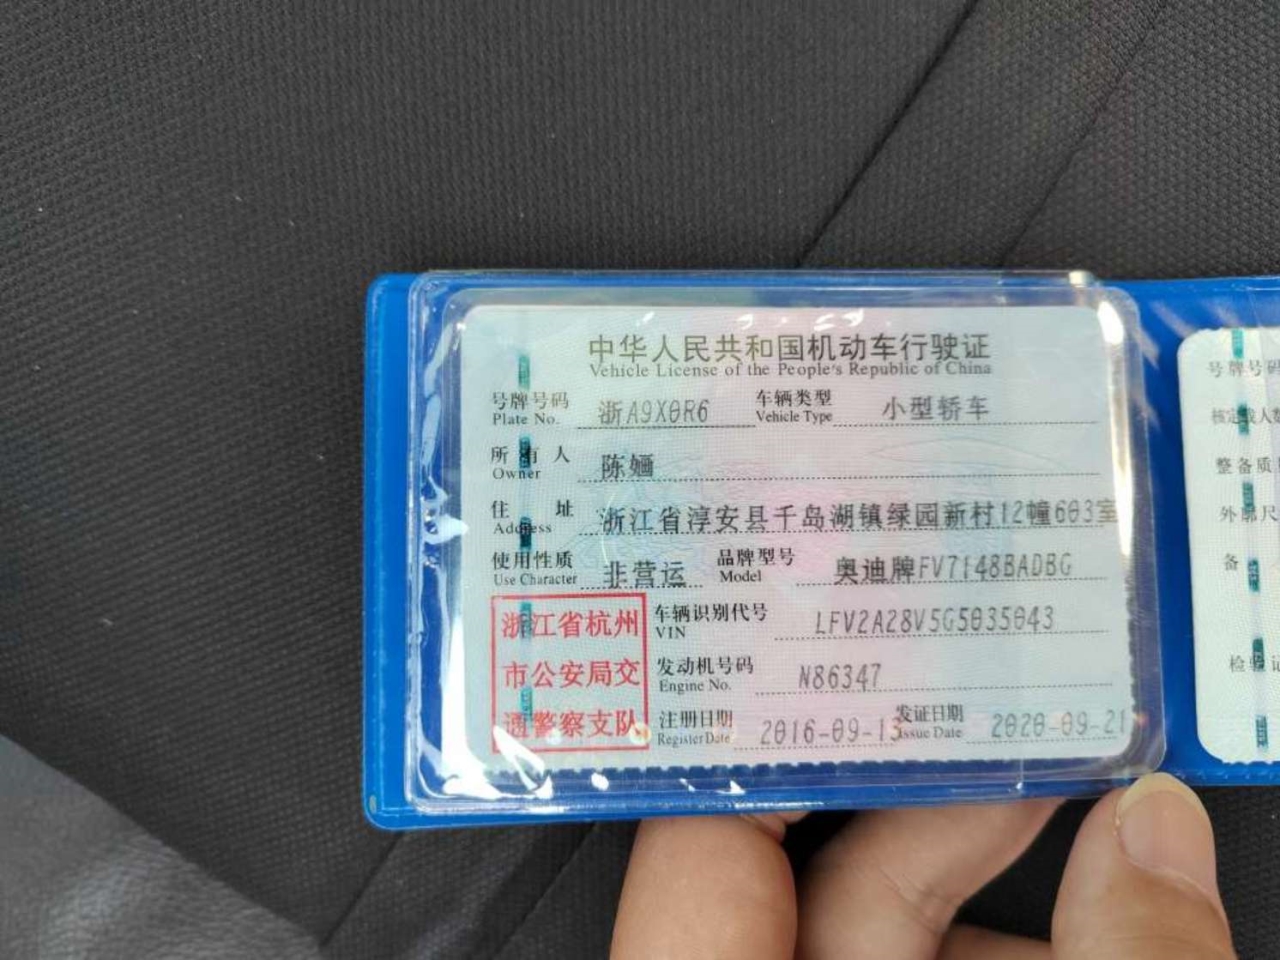 中华人民共和国机动车行驶证
Vehicle License of the People's Republic of China
号牌号码 浙A9X0R6 车辆类型 小型轿车
Plate No. Vehicle Type
所有人 陈婳
Owner
住址 浙江省淳安县千岛湖镇绿园新村12幢603室
Address
使用性质 非营运 品牌型号 奥迪牌FV7148BADBG
Use Character Model
浙江省杭州
市公安局交
通警察支队
车辆识别代号 LFV2A28V5G5035043
VIN
发动机号码 N86347
Engine No.
注册日期 2016-09-13 发证日期 2020-09-21
Register Date Issue Date
号牌号码
核定载人
整备质
外廓尺
备
检验记